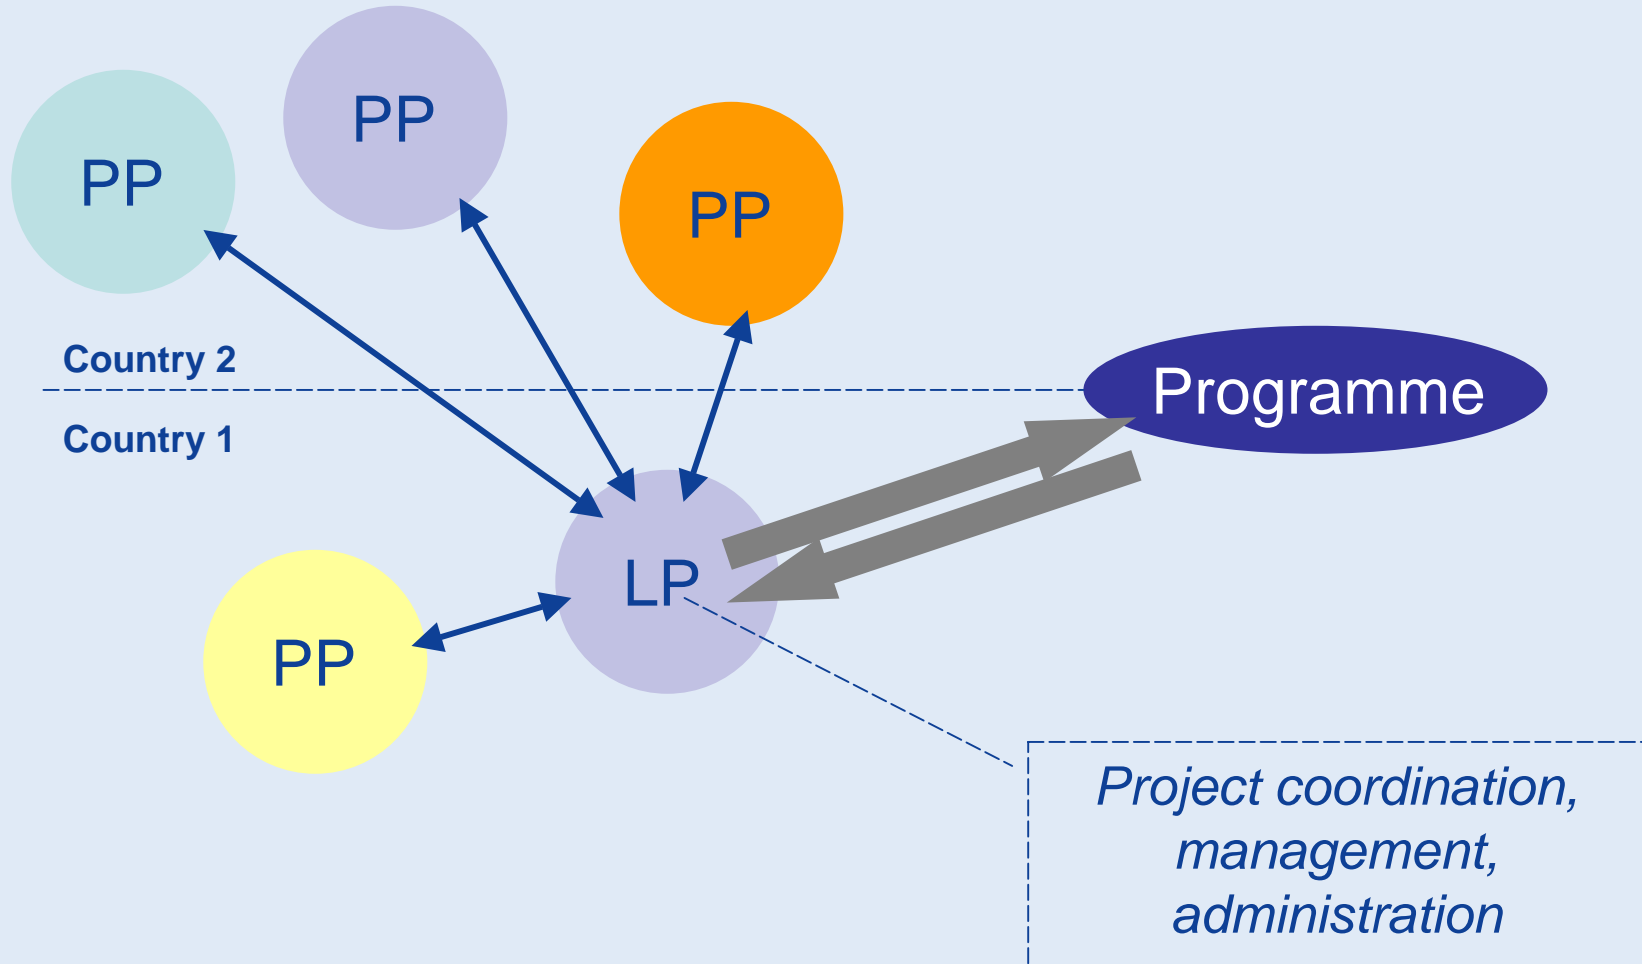 PP
PP
PP
Country 2
Programme
Country 1
LP
PP
Project coordination,
management,
administration